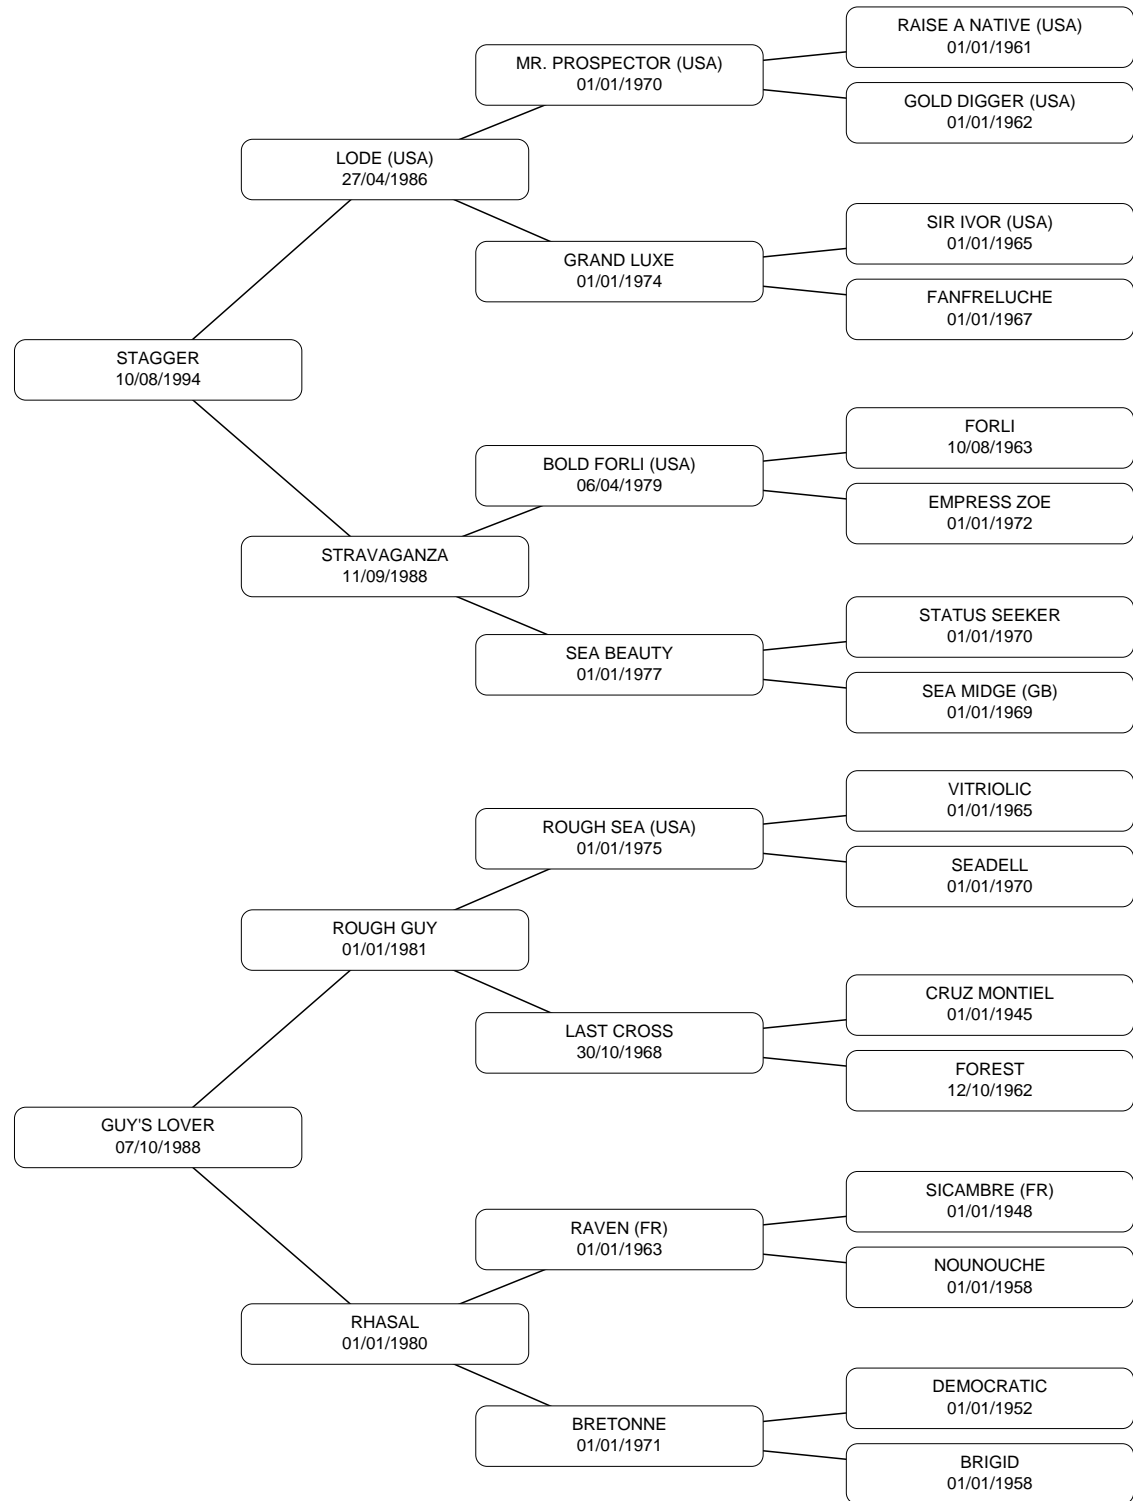 RAISE A NATIVE (USA)
01/01/1961
MR. PROSPECTOR (USA)
01/01/1970
GOLD DIGGER (USA)
01/01/1962
LODE (USA)
27/04/1986
SIR IVOR (USA)
01/01/1965
GRAND LUXE
01/01/1974
FANFRELUCHE
01/01/1967
STAGGER
10/08/1994
FORLI
10/08/1963
BOLD FORLI (USA)
06/04/1979
EMPRESS ZOE
01/01/1972
STRAVAGANZA
11/09/1988
STATUS SEEKER
01/01/1970
SEA BEAUTY
01/01/1977
SEA MIDGE (GB)
01/01/1969
VITRIOLIC
01/01/1965
ROUGH SEA (USA)
01/01/1975
SEADELL
01/01/1970
ROUGH GUY
01/01/1981
CRUZ MONTIEL
01/01/1945
LAST CROSS
30/10/1968
FOREST
12/10/1962
GUY'S LOVER
07/10/1988
SICAMBRE (FR)
01/01/1948
RAVEN (FR)
01/01/1963
NOUNOUCHE
01/01/1958
RHASAL
01/01/1980
DEMOCRATIC
01/01/1952
BRETONNE
01/01/1971
BRIGID
01/01/1958